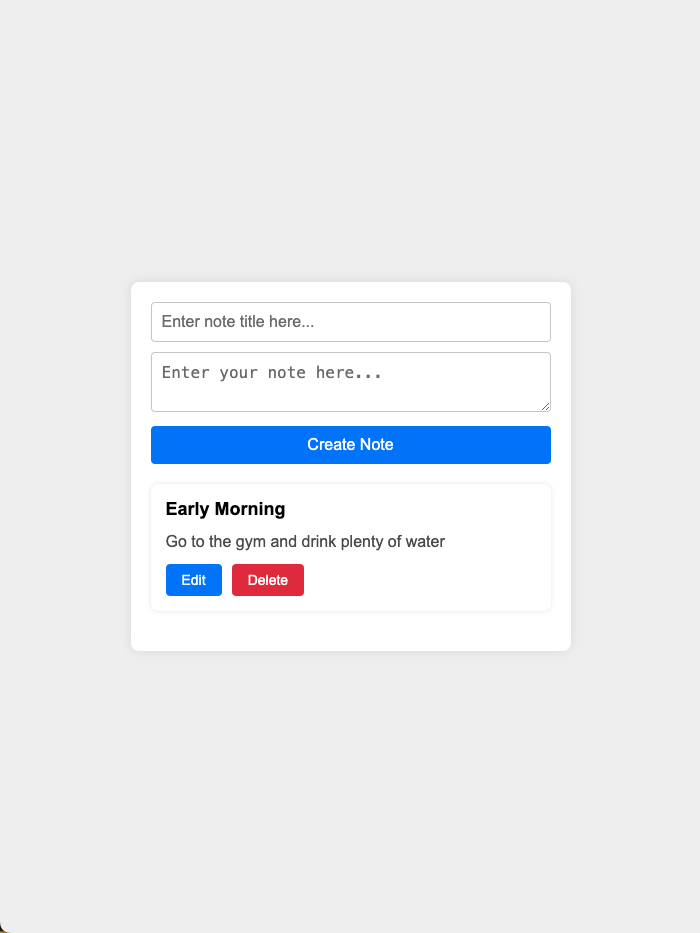 Enter note title here...
Enter your note here...
Create Note
Early Morning
Go to the gym and drink plenty of water
Edit Delete